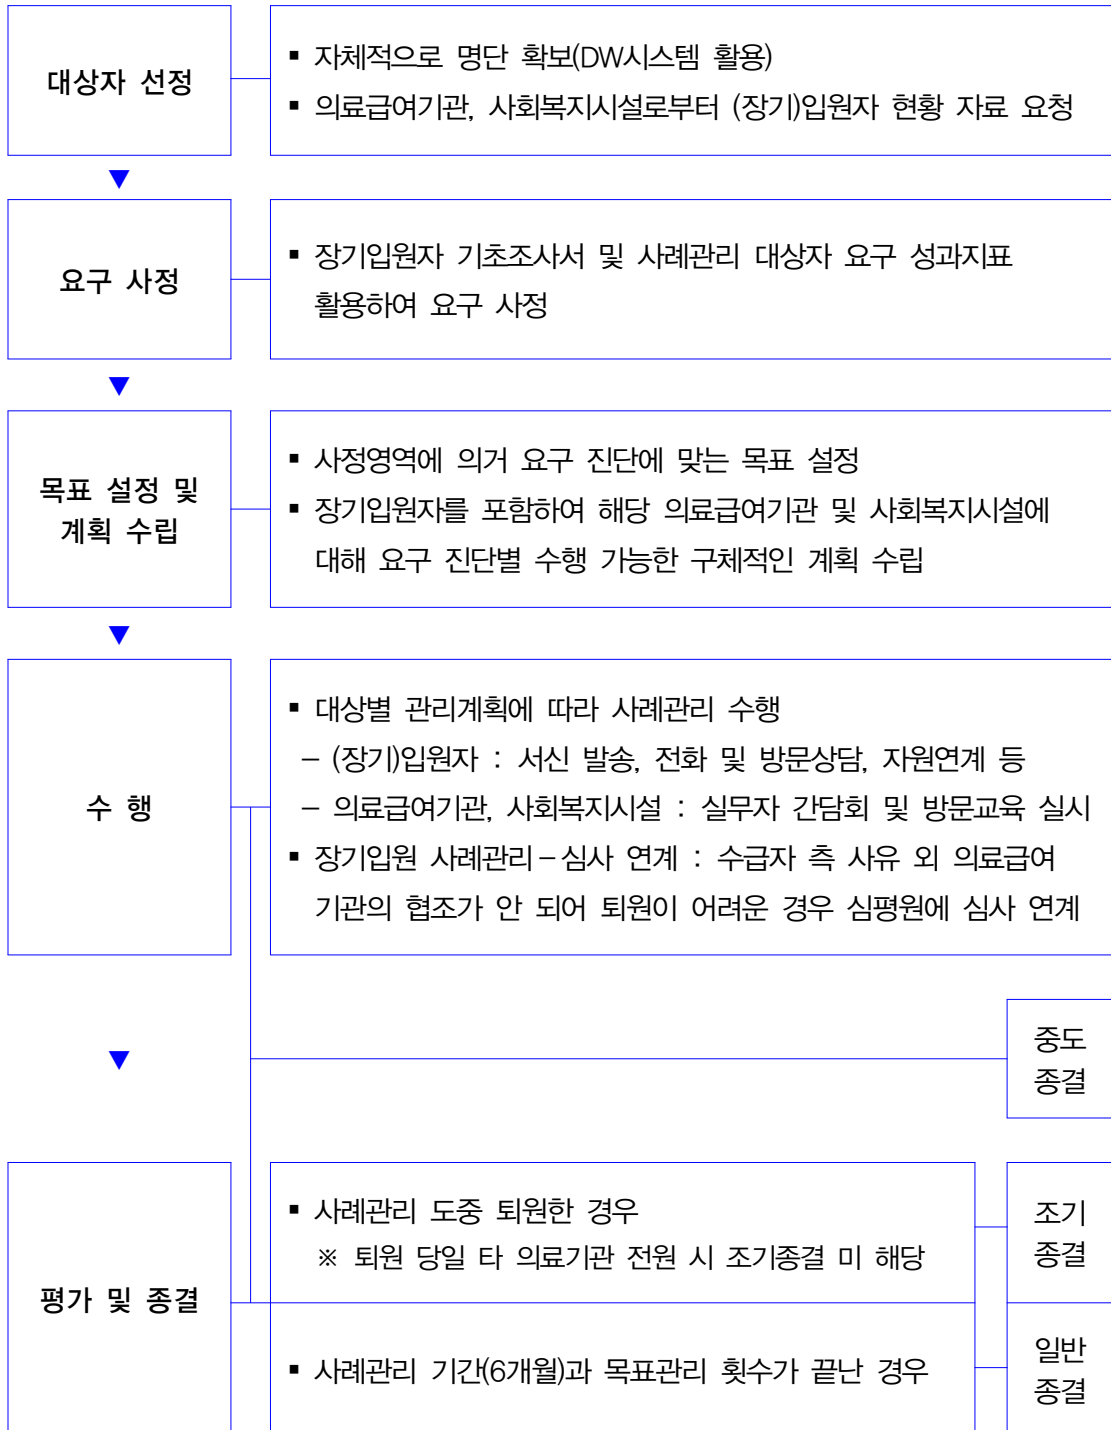 대상자 선정
▪ 자체적으로 명단 확보(DW시스템 활용)
▪ 의료급여기관, 사회복지시설로부터 (장기)입원자 현황 자료 요청
▼
요구 사정
▪ 장기입원자 기초조사서 및 사례관리 대상자 요구 성과지표
활용하여 요구 사정
▼
목표 설정 및
계획 수립
▪ 사정영역에 의거 요구 진단에 맞는 목표 설정
▪ 장기입원자를 포함하여 해당 의료급여기관 및 사회복지시설에
대해 요구 진단별 수행 가능한 구체적인 계획 수립
▼
수 행
▪ 대상별 관리계획에 따라 사례관리 수행
– (장기)입원자 : 서신 발송, 전화 및 방문상담, 자원연계 등
– 의료급여기관, 사회복지시설 : 실무자 간담회 및 방문교육 실시
▪ 장기입원 사례관리–심사 연계 : 수급자 측 사유 외 의료급여
기관의 협조가 안 되어 퇴원이 어려운 경우 심평원에 심사 연계
▼
중도
종결
평가 및 종결
▪ 사례관리 도중 퇴원한 경우
※ 퇴원 당일 타 의료기관 전원 시 조기종결 미 해당
조기
종결
▪ 사례관리 기간(6개월)과 목표관리 횟수가 끝난 경우
일반
종결